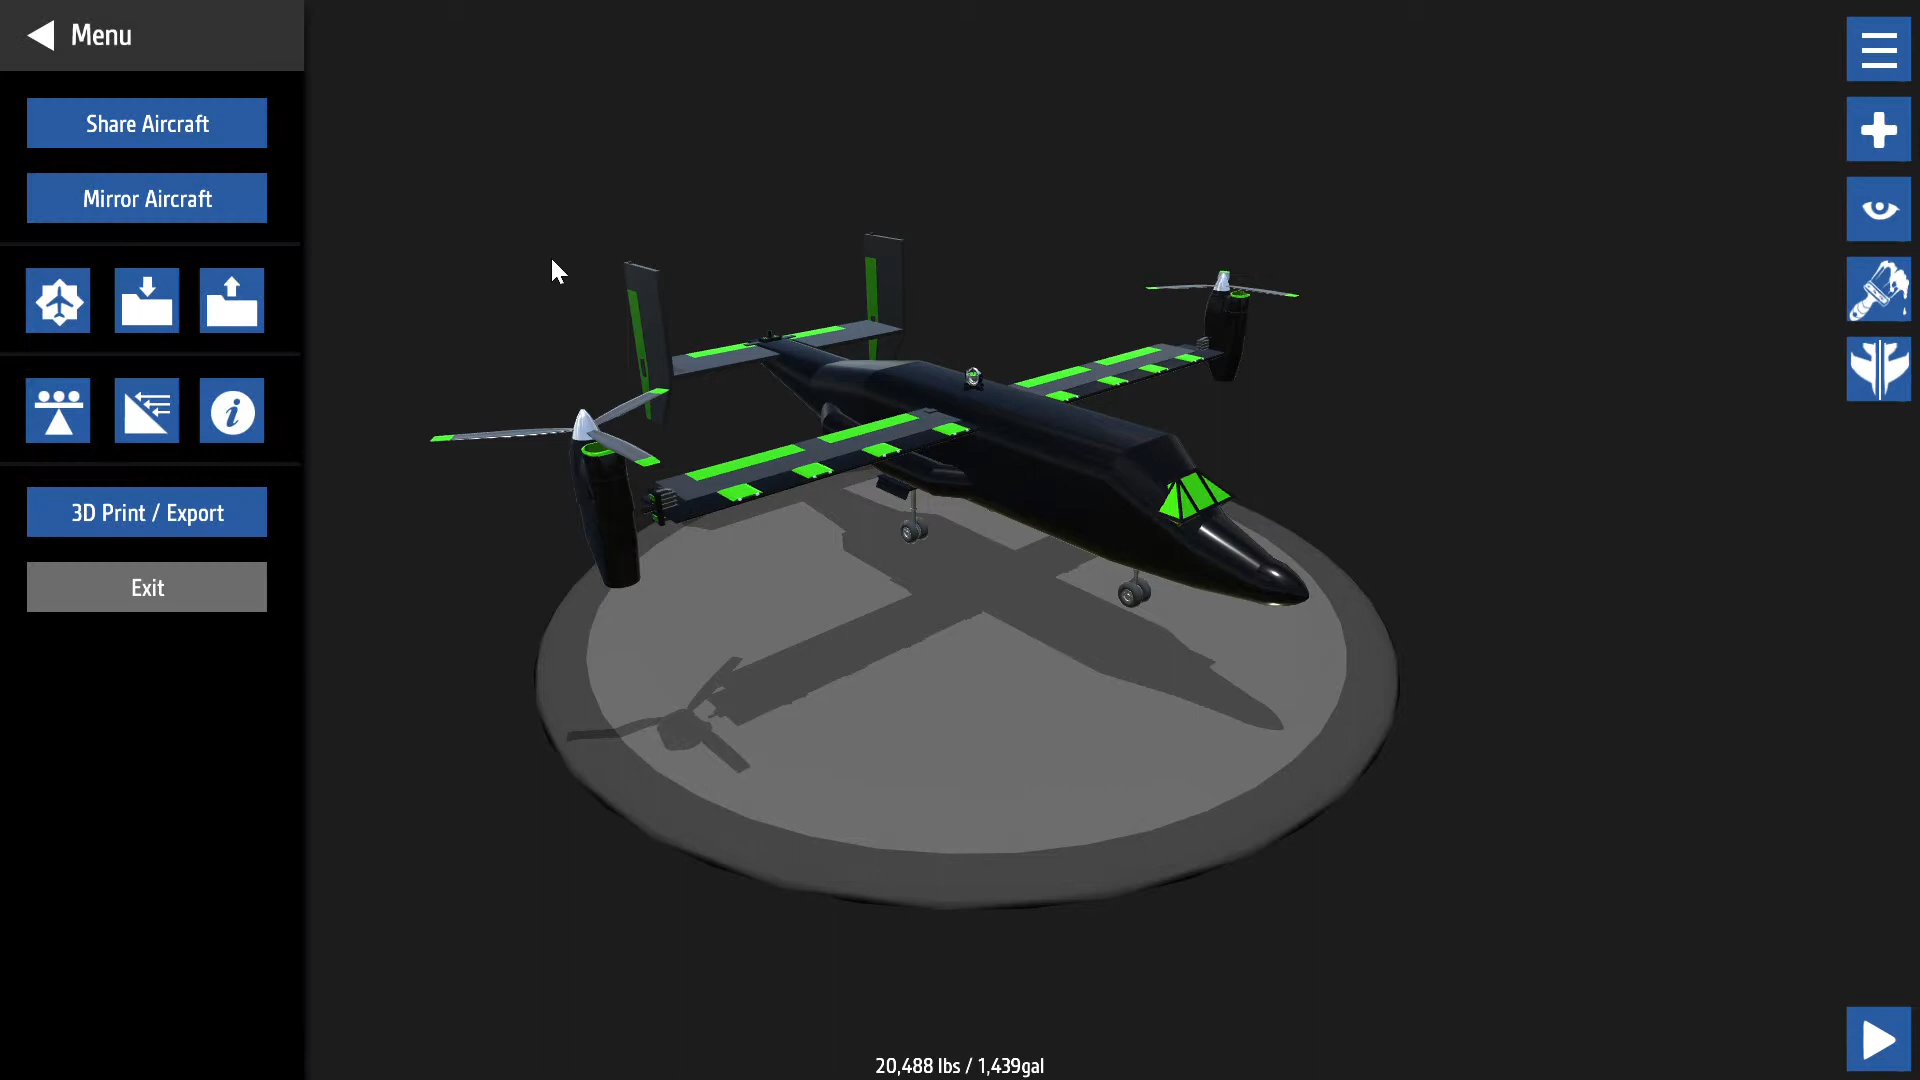 Menu
Share Aircraft
Mirror Aircraft
3D Print / Export
Exit
20,488 lbs / 1,439gal